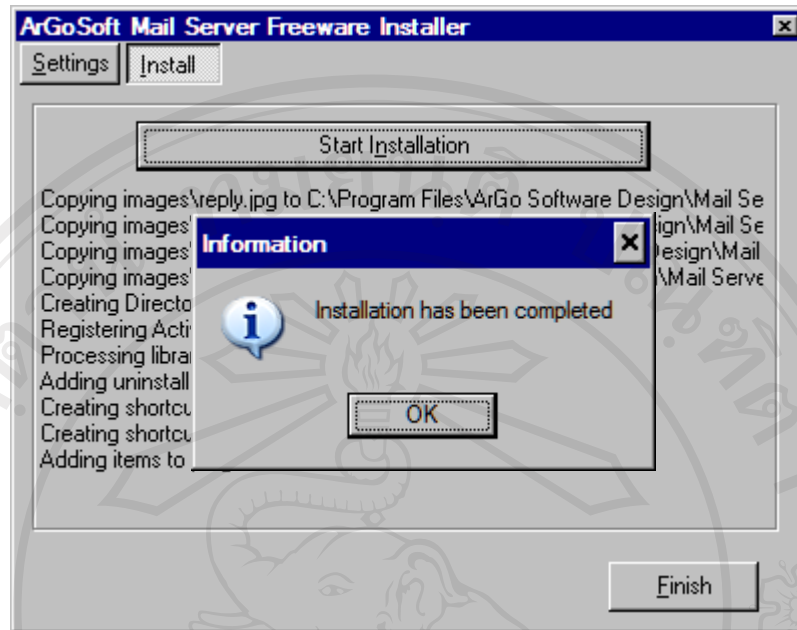 ArGoSoft Mail Server Freeware Installer
Settings Install
Start Installation
Copying images\reply.jpg to C:\Program Files\ArGo Software Design\Mail Se
Copying images\ ign\Mail Se
Copying images\ Design\Mail
Copying images\ \Mail Serve
Creating Directo
Registering Acti
Processing librar
Adding uninstall
Creating shortcu
Creating shortcu
Adding items to
Information
Installation has been completed
OK
Finish